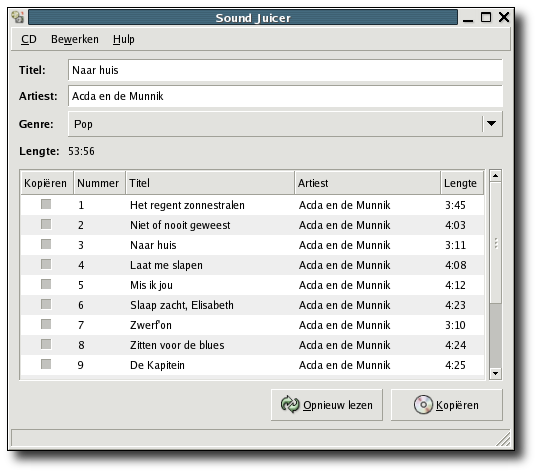 Sound Juicer
CD Bewerken Hulp
Titel: Naar huis
Artiest: Acda en de Munnik
Genre: Pop
Lengte: 53:56
Kopiëren Nummer Titel Artiest Lengte
1 Het regent zonnestralen Acda en de Munnik 3:45
2 Niet of nooit geweest Acda en de Munnik 4:03
3 Naar huis Acda en de Munnik 3:11
4 Laat me slapen Acda en de Munnik 4:08
5 Mis ik jou Acda en de Munnik 4:12
6 Slaap zacht, Elisabeth Acda en de Munnik 4:23
7 Zwerf'on Acda en de Munnik 3:10
8 Zitten voor de blues Acda en de Munnik 4:24
9 De Kapitein Acda en de Munnik 4:25
Opnieuw lezen Kopiëren